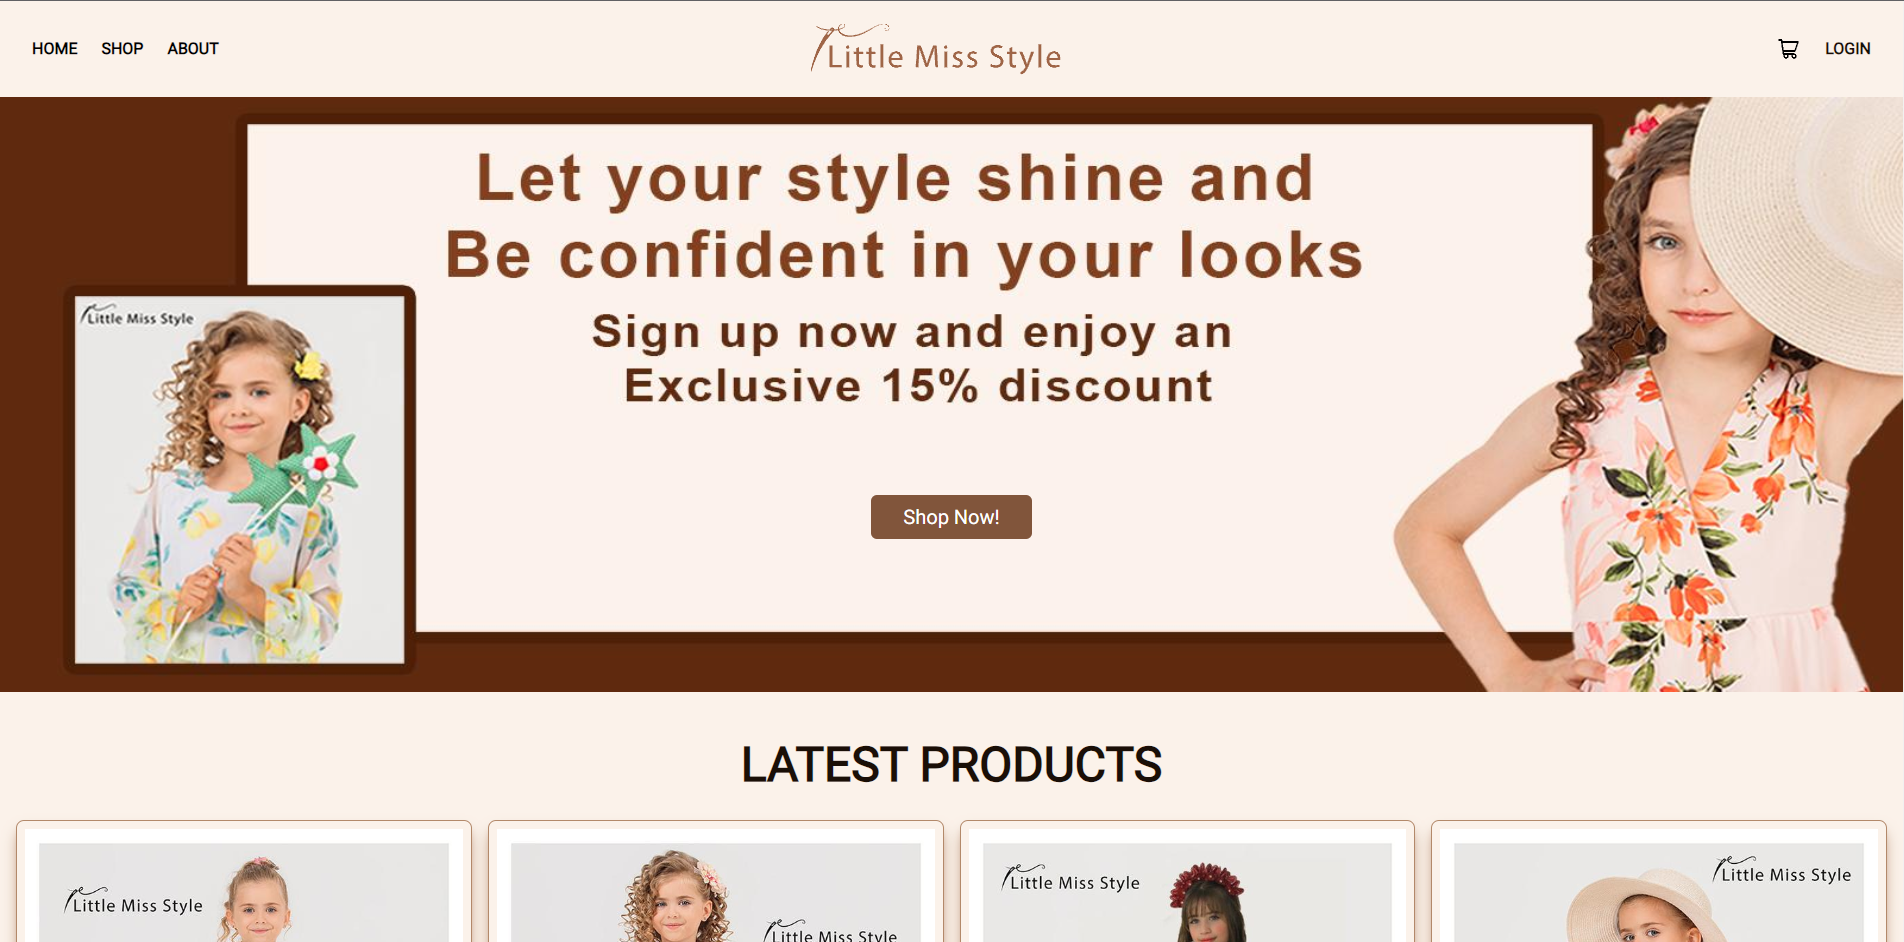 HOME SHOP ABOUT
Little Miss Style
LOGIN
Let your style shine and
Be confident in your looks
Sign up now and enjoy an
Exclusive 15% discount
Little Miss Style
Shop Now!
LATEST PRODUCTS
Little Miss Style
Little Miss Style
Little Miss Style
Little Miss Style